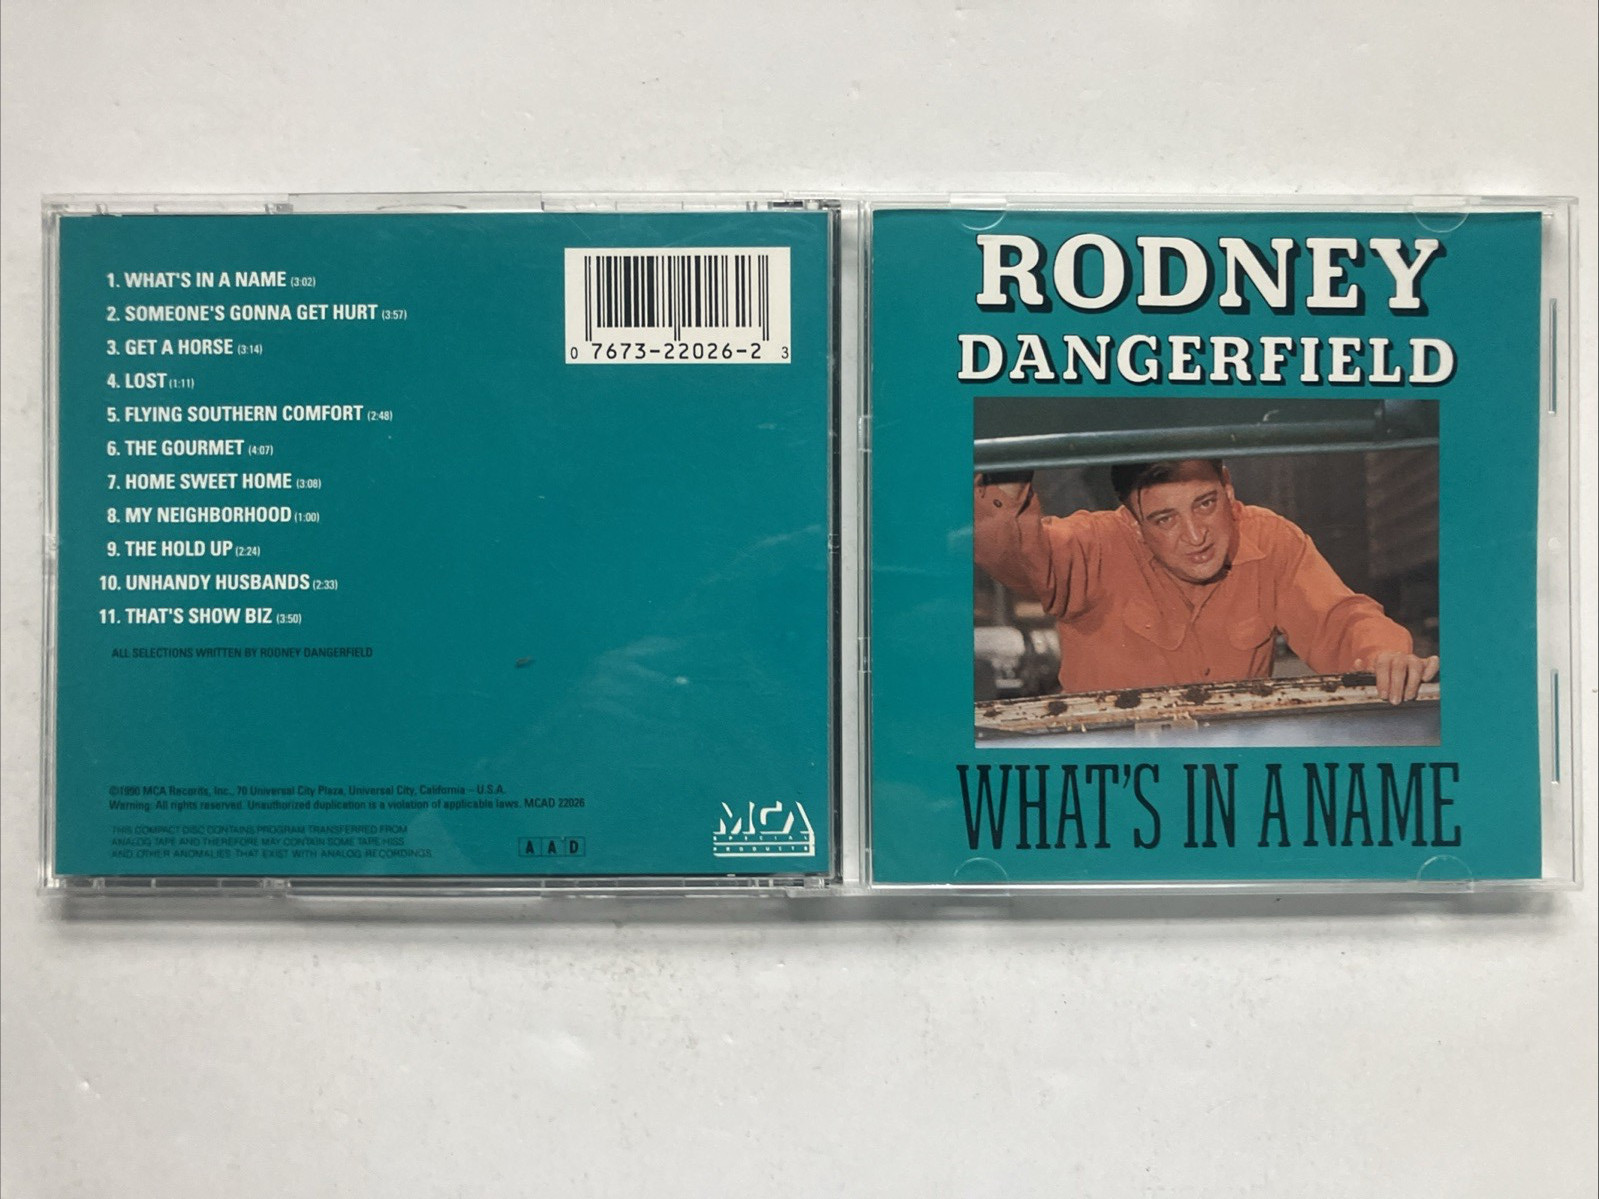 1. WHAT'S IN A NAME (3:02)
2. SOMEONE'S GONNA GET HURT (3:57)
3. GET A HORSE (3:14)
4. LOST (1:11)
5. FLYING SOUTHERN COMFORT (2:48)
6. THE GOURMET (4:07)
7. HOME SWEET HOME (3:08)
8. MY NEIGHBORHOOD (1:00)
9. THE HOLD UP (2:24)
10. UNHANDY HUSBANDS (2:33)
11. THAT'S SHOW BIZ (3:50)
ALL SELECTIONS WRITTEN BY RODNEY DANGERFIELD
0 7673-22026-2 3
©1990 MCA Records, Inc., 70 Universal City Plaza, Universal City, California – U.S.A.
Warning: All rights reserved. Unauthorized duplication is a violation of applicable laws. MCAD 22026
THIS COMPACT DISC CONTAINS PROGRAM TRANSFERRED FROM
ANALOG TAPE AND THEREFORE MAY CONTAIN SOME TAPE HISS
AND OTHER ANOMALIES THAT EXIST WITH ANALOG RECORDINGS.
A A D
MCA
SPECIAL
PRODUCTS
RODNEY
DANGERFIELD
WHAT'S IN A NAME